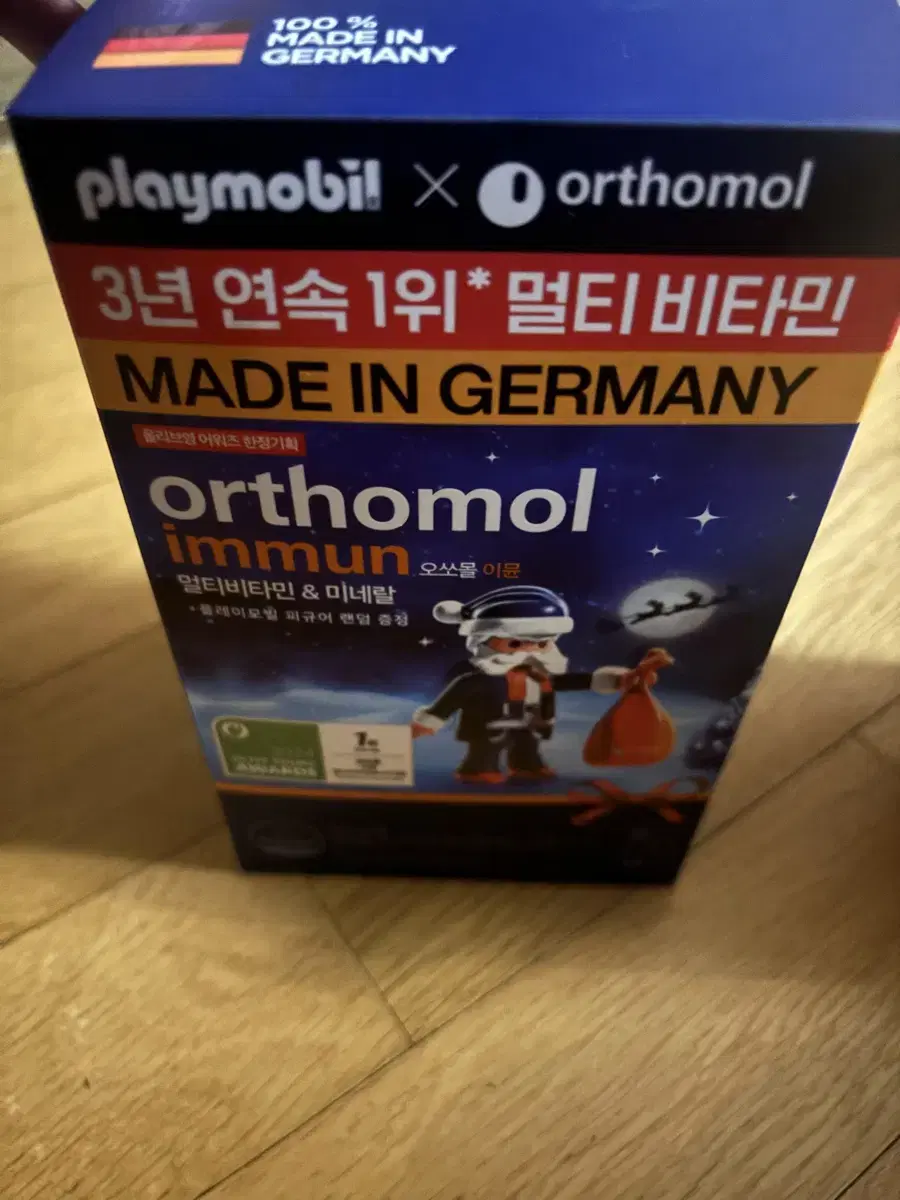 100 %
MADE IN
GERMANY
playmobil × orthomol
3년 연속 1위* 멀티 비타민
MADE IN GERMANY
올리브영 어워즈 한정기획
orthomol
immun 오쏘몰 이뮨
멀티비타민 & 미네랄
*플레이모빌 피규어 랜덤 증정
AWARDS